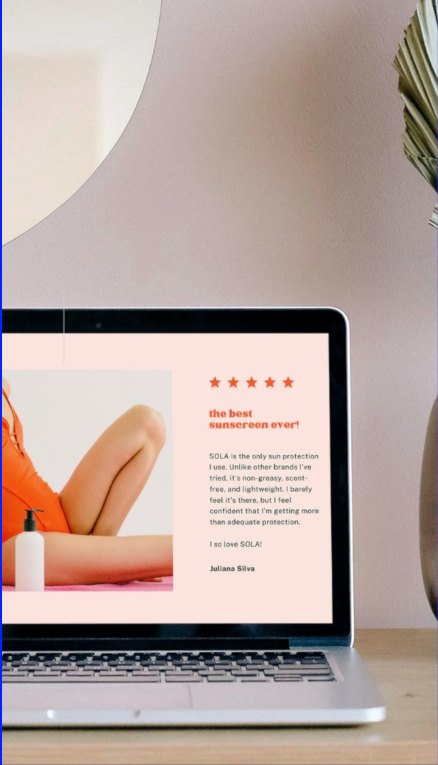 the best
sunscreen ever!
SOLA is the only sun protection
I use. Unlike other brands I've
tried, it's non-greasy, scent-
free, and lightweight. I barely
feel it's there, but I feel
confident that I'm getting more
than adequate protection.
I so love SOLA!
Juliana Silva